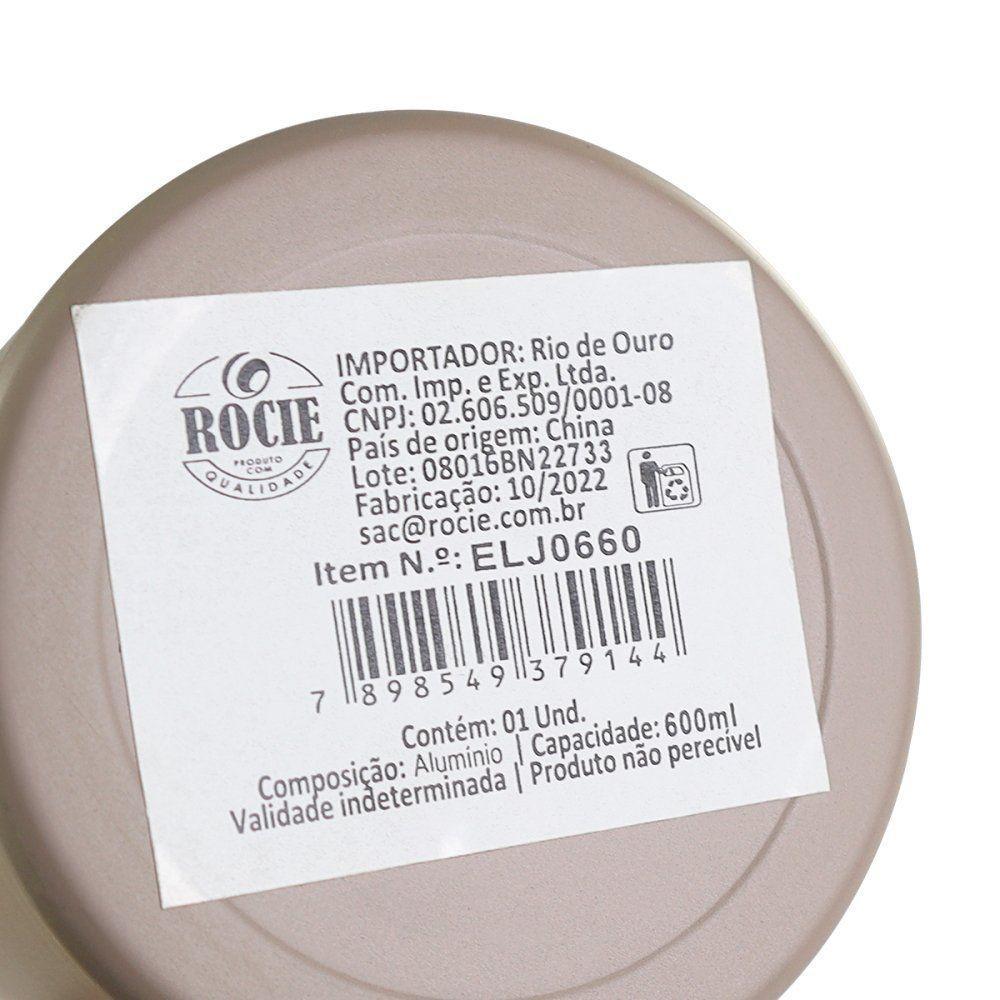 ROCIE
PRODUTO
COM
QUALIDADE
IMPORTADOR: Rio de Ouro
Com. Imp. e Exp. Ltda.
CNPJ: 02.606.509/0001-08
País de origem: China
Lote: 08016BN22733
Fabricação: 10/2022
sac@rocie.com.br
Item N.º: ELJ0660
7 898549 379144
Contém: 01 Und.
Composição: Alumínio | Capacidade: 600ml
Validade indeterminada | Produto não perecível